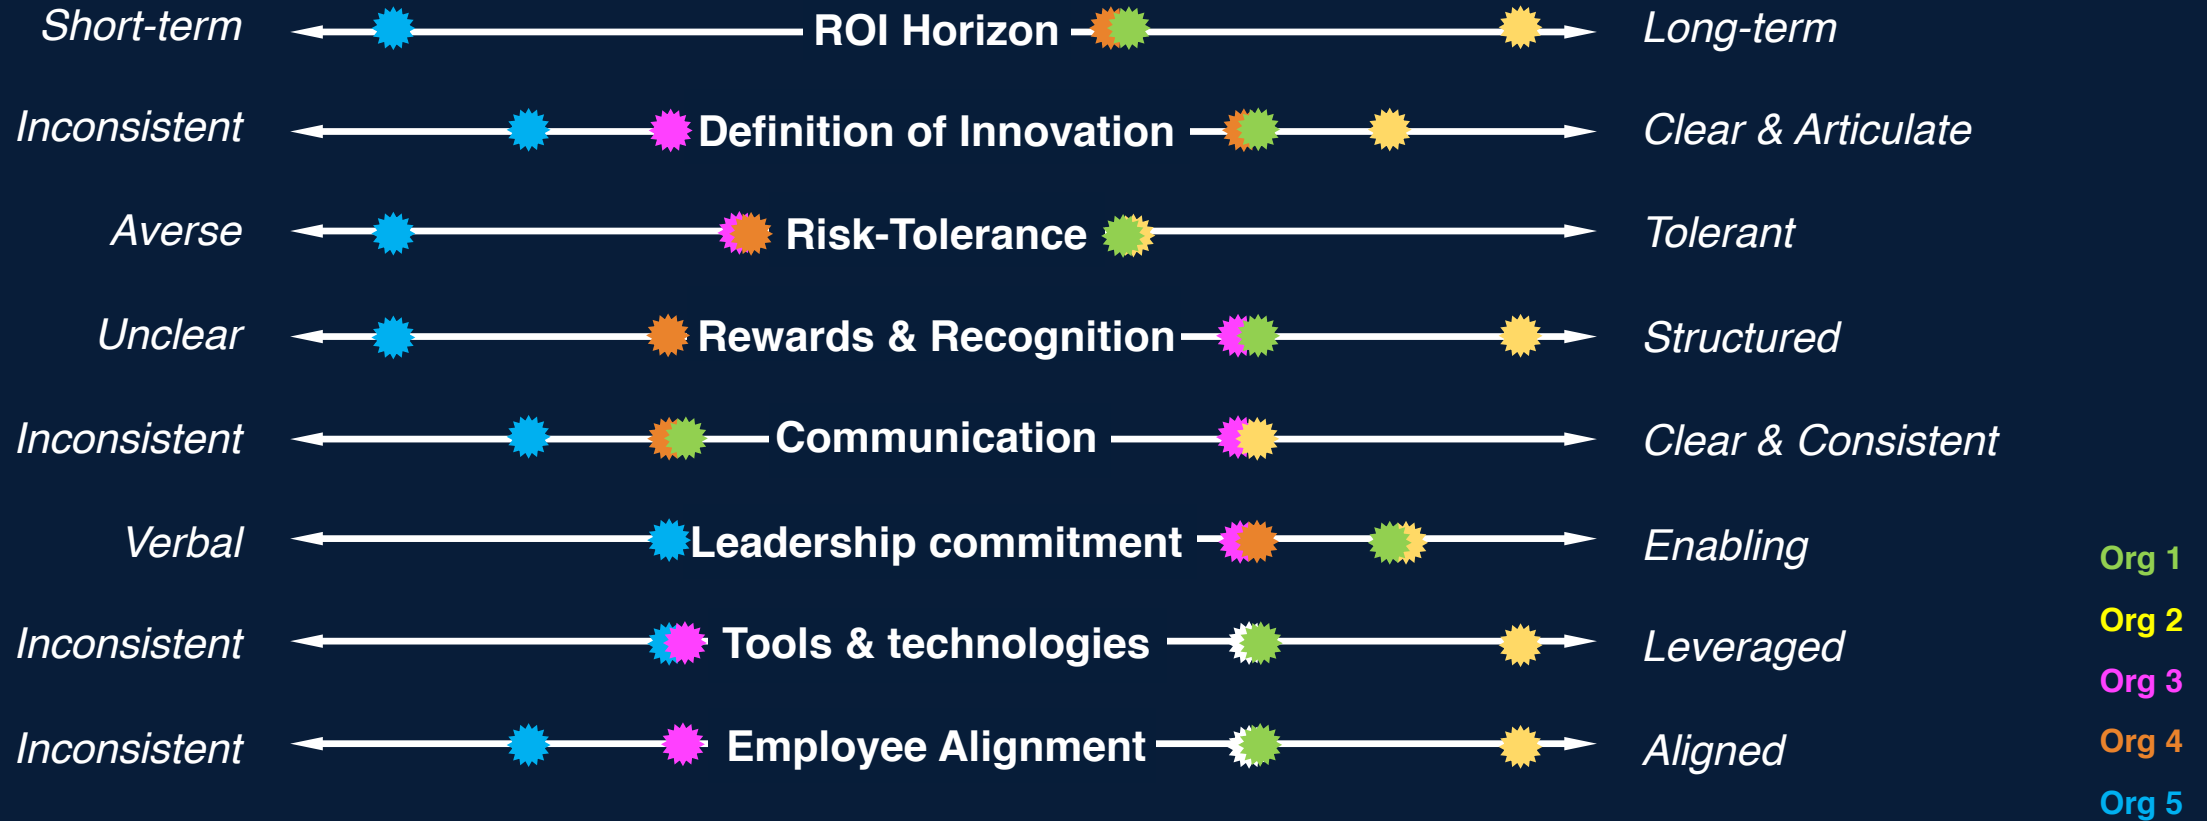 Short-term ROI Horizon Long-term
Inconsistent Definition of Innovation Clear & Articulate
Averse Risk-Tolerance Tolerant
Unclear Rewards & Recognition Structured
Inconsistent Communication Clear & Consistent
Verbal Leadership commitment Enabling
Org 1
Org 2
Inconsistent Tools & technologies Leveraged
Org 3
Org 4
Inconsistent Employee Alignment Aligned
Org 5